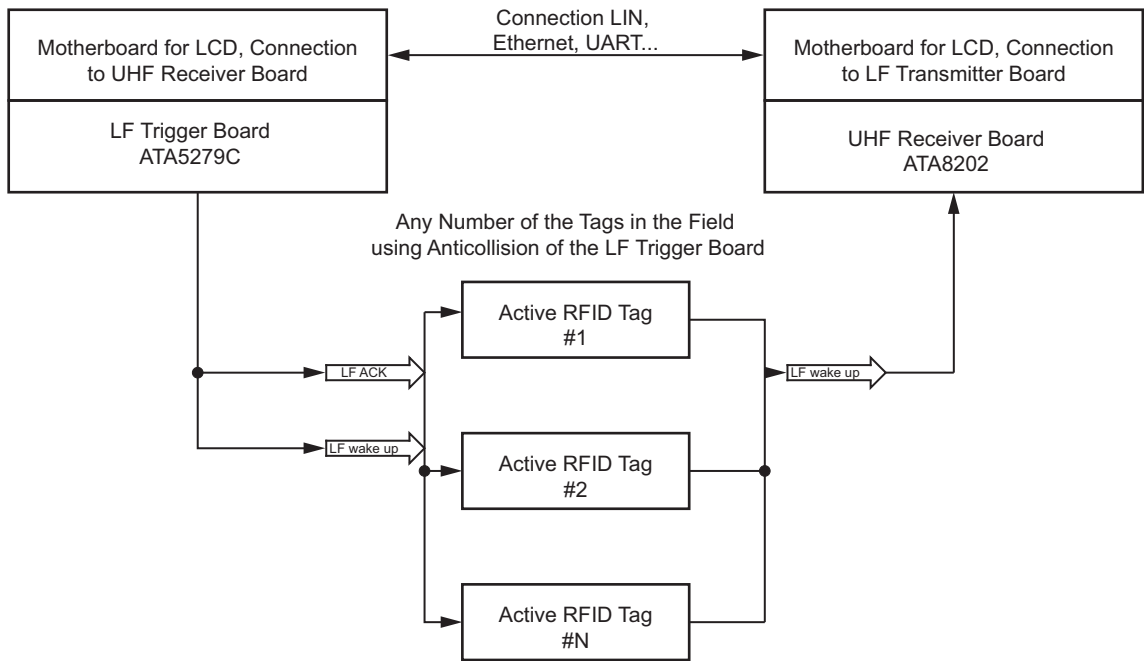 Connection LIN,
Ethernet, UART...
Motherboard for LCD, Connection
to UHF Receiver Board
LF Trigger Board
ATA5279C
Motherboard for LCD, Connection
to LF Transmitter Board
UHF Receiver Board
ATA8202
Any Number of the Tags in the Field
using Anticollision of the LF Trigger Board
Active RFID Tag
#1
LF ACK
LF wake up
LF wake up
Active RFID Tag
#2
Active RFID Tag
#N